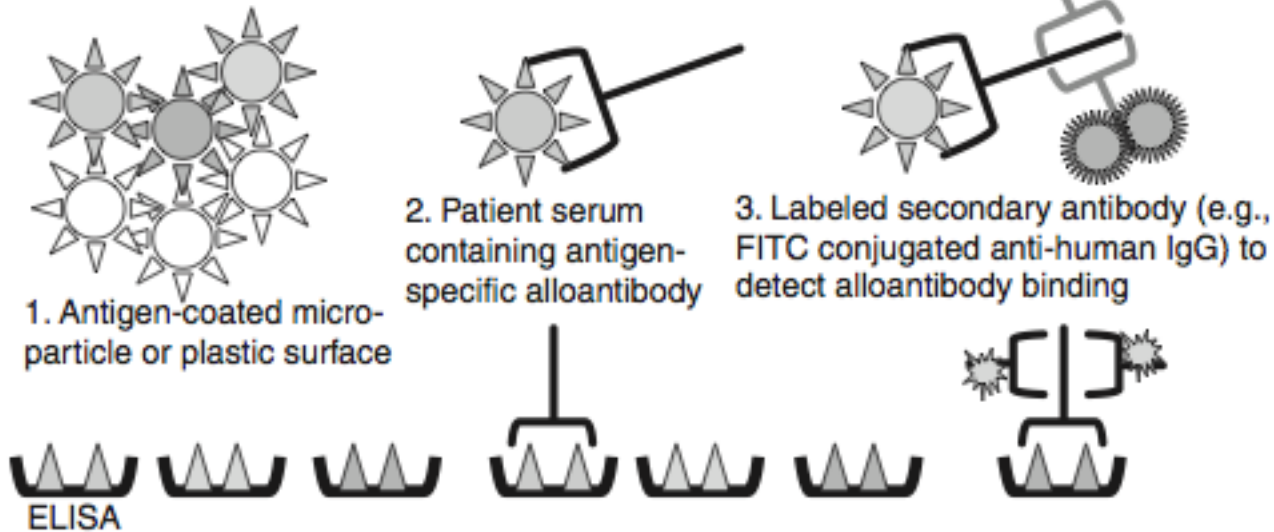 1. Antigen-coated micro-
particle or plastic surface
2. Patient serum
containing antigen-
specific alloantibody
3. Labeled secondary antibody (e.g.,
FITC conjugated anti-human IgG) to
detect alloantibody binding
ELISA